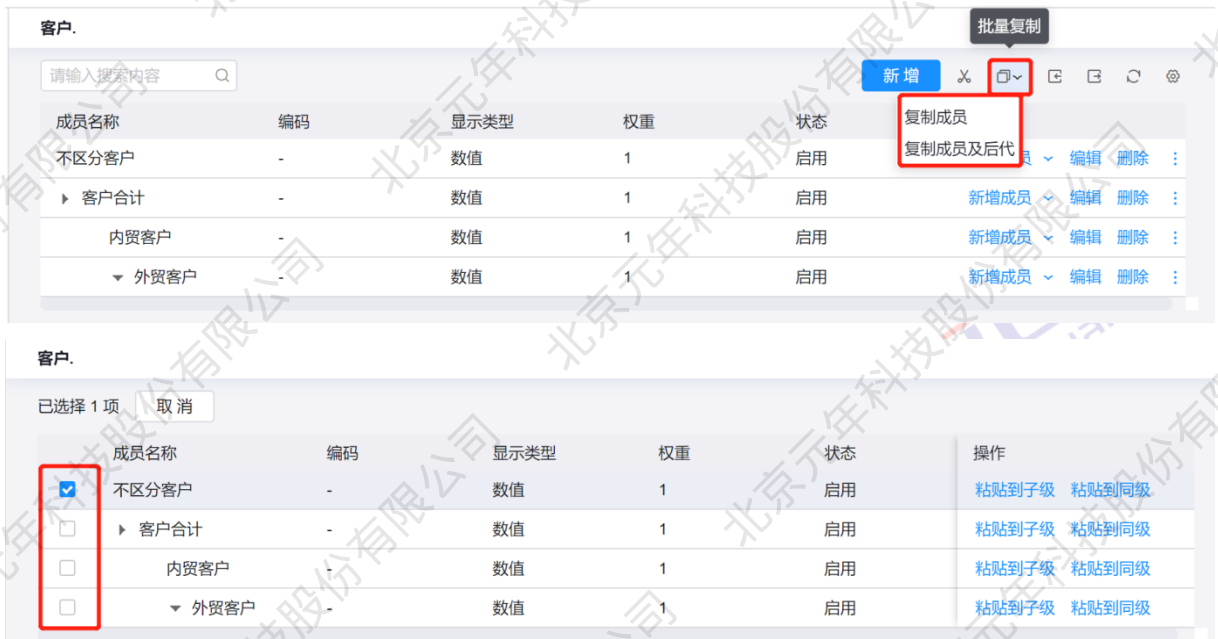 批量复制
客户.
请输入搜索内容 新 增
复制成员
复制成员及后代
成员名称 编码 显示类型 权重 状态
不区分客户 - 数值 1 启用 员 编辑 删除
客户合计 - 数值 1 启用 新增成员 编辑 删除
内贸客户 - 数值 1 启用 新增成员 编辑 删除
外贸客户 - 数值 1 启用 新增成员 编辑 删除
客户.
已选择 1 项 取 消
成员名称 编码 显示类型 权重 状态 操作
不区分客户 - 数值 1 启用 粘贴到子级 粘贴到同级
客户合计 - 数值 1 启用 粘贴到子级 粘贴到同级
内贸客户 - 数值 1 启用 粘贴到子级 粘贴到同级
外贸客户 - 数值 1 启用 粘贴到子级 粘贴到同级
北京元年科技股份有限公司